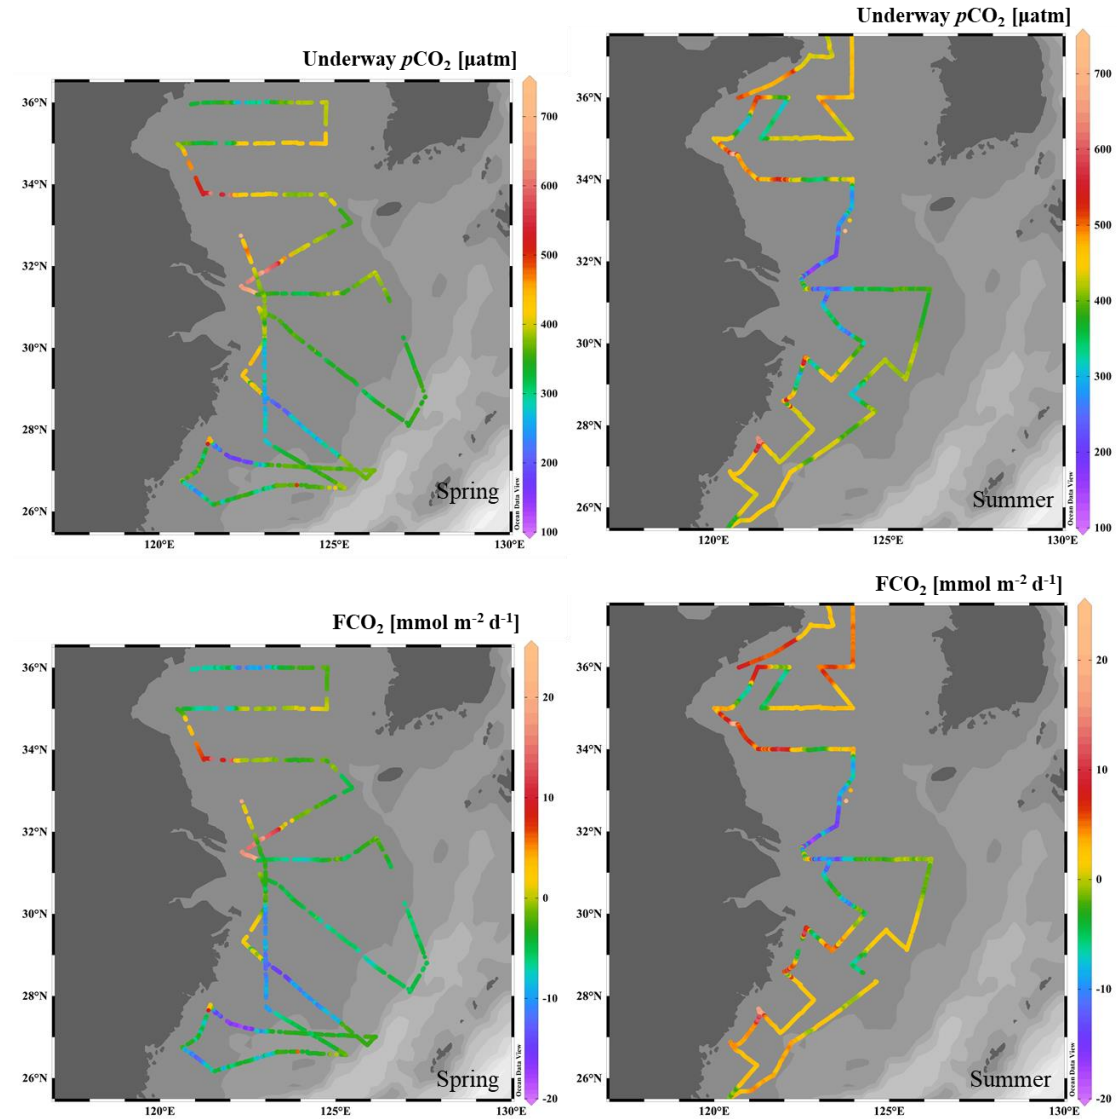 Underway pCO₂ [µatm]
36°N
34°N
32°N
30°N
28°N
26°N
120°E
125°E
130°E
700
600
500
400
300
200
100
Spring
Ocean Data View
Underway pCO₂ [µatm]
36°N
34°N
32°N
30°N
28°N
26°N
120°E
125°E
130°E
700
600
500
400
300
200
100
Summer
Ocean Data View
FCO₂ [mmol m⁻² d⁻¹]
36°N
34°N
32°N
30°N
28°N
26°N
120°E
125°E
130°E
20
10
0
-10
-20
Spring
Ocean Data View
FCO₂ [mmol m⁻² d⁻¹]
36°N
34°N
32°N
30°N
28°N
26°N
120°E
125°E
130°E
20
10
0
-10
-20
Summer
Ocean Data View